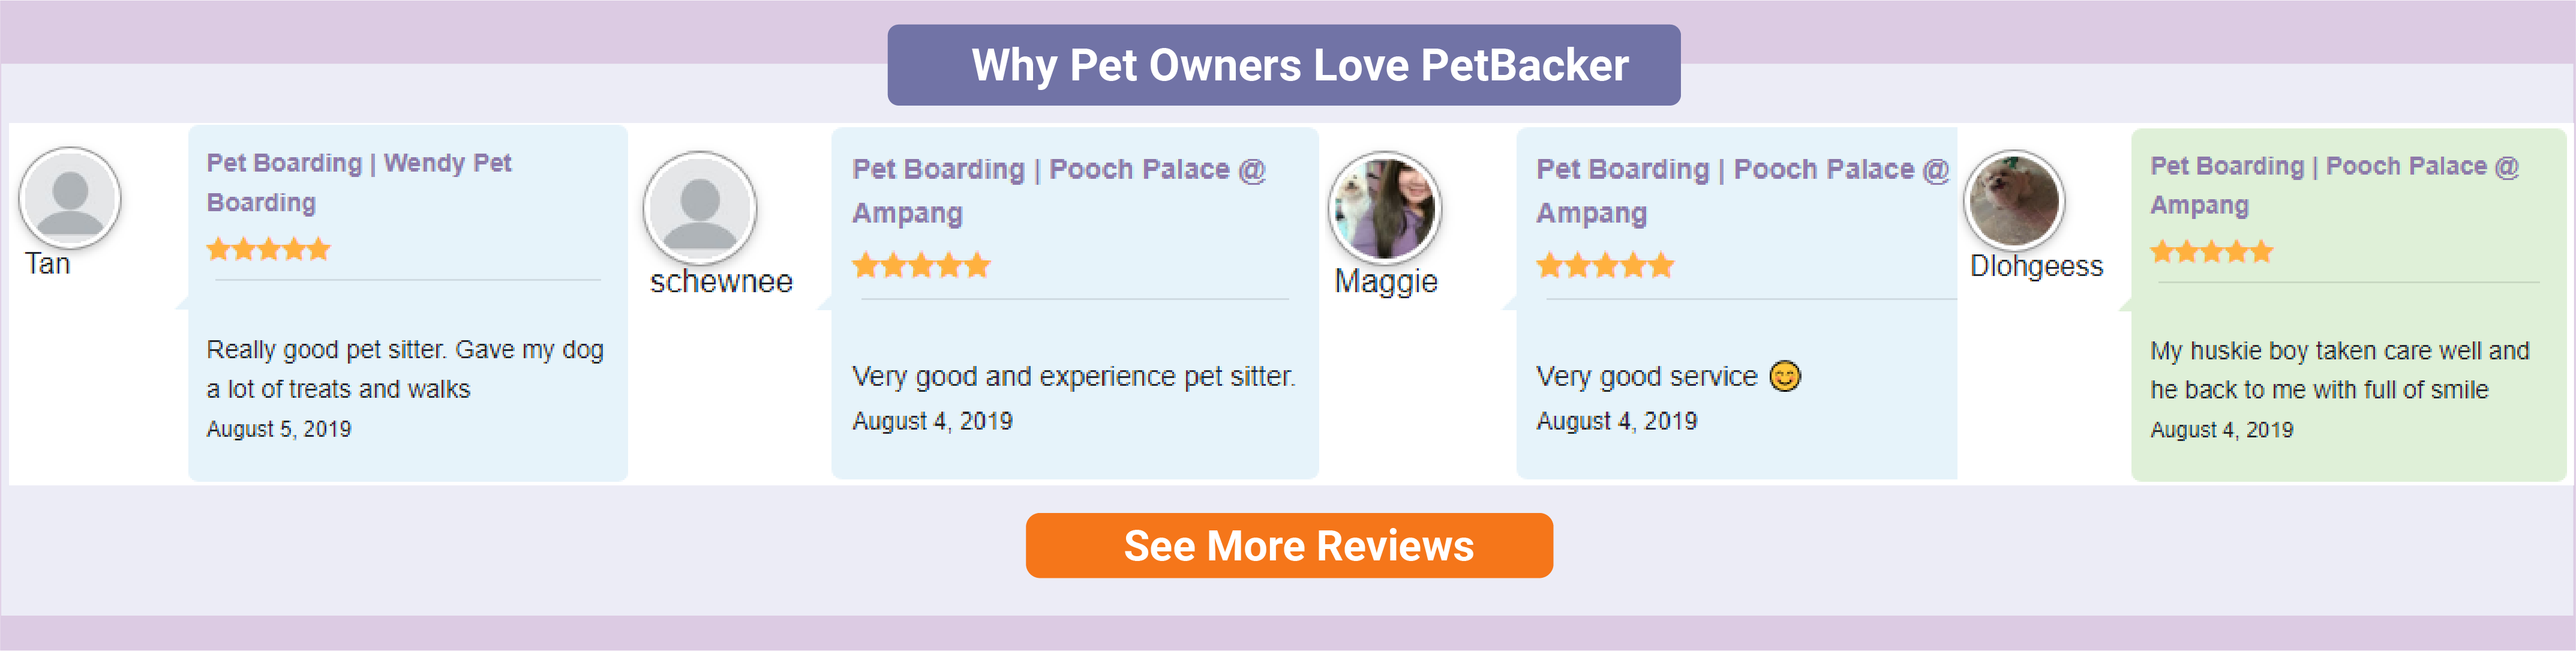 Why Pet Owners Love PetBacker
Tan
Pet Boarding | Wendy Pet
Boarding
Really good pet sitter. Gave my dog
a lot of treats and walks
August 5, 2019
schewnee
Pet Boarding | Pooch Palace @
Ampang
Very good and experience pet sitter.
August 4, 2019
Maggie
Pet Boarding | Pooch Palace @
Ampang
Very good service 😊
August 4, 2019
Dlohgeess
Pet Boarding | Pooch Palace @
Ampang
My huskie boy taken care well and
he back to me with full of smile
August 4, 2019
See More Reviews